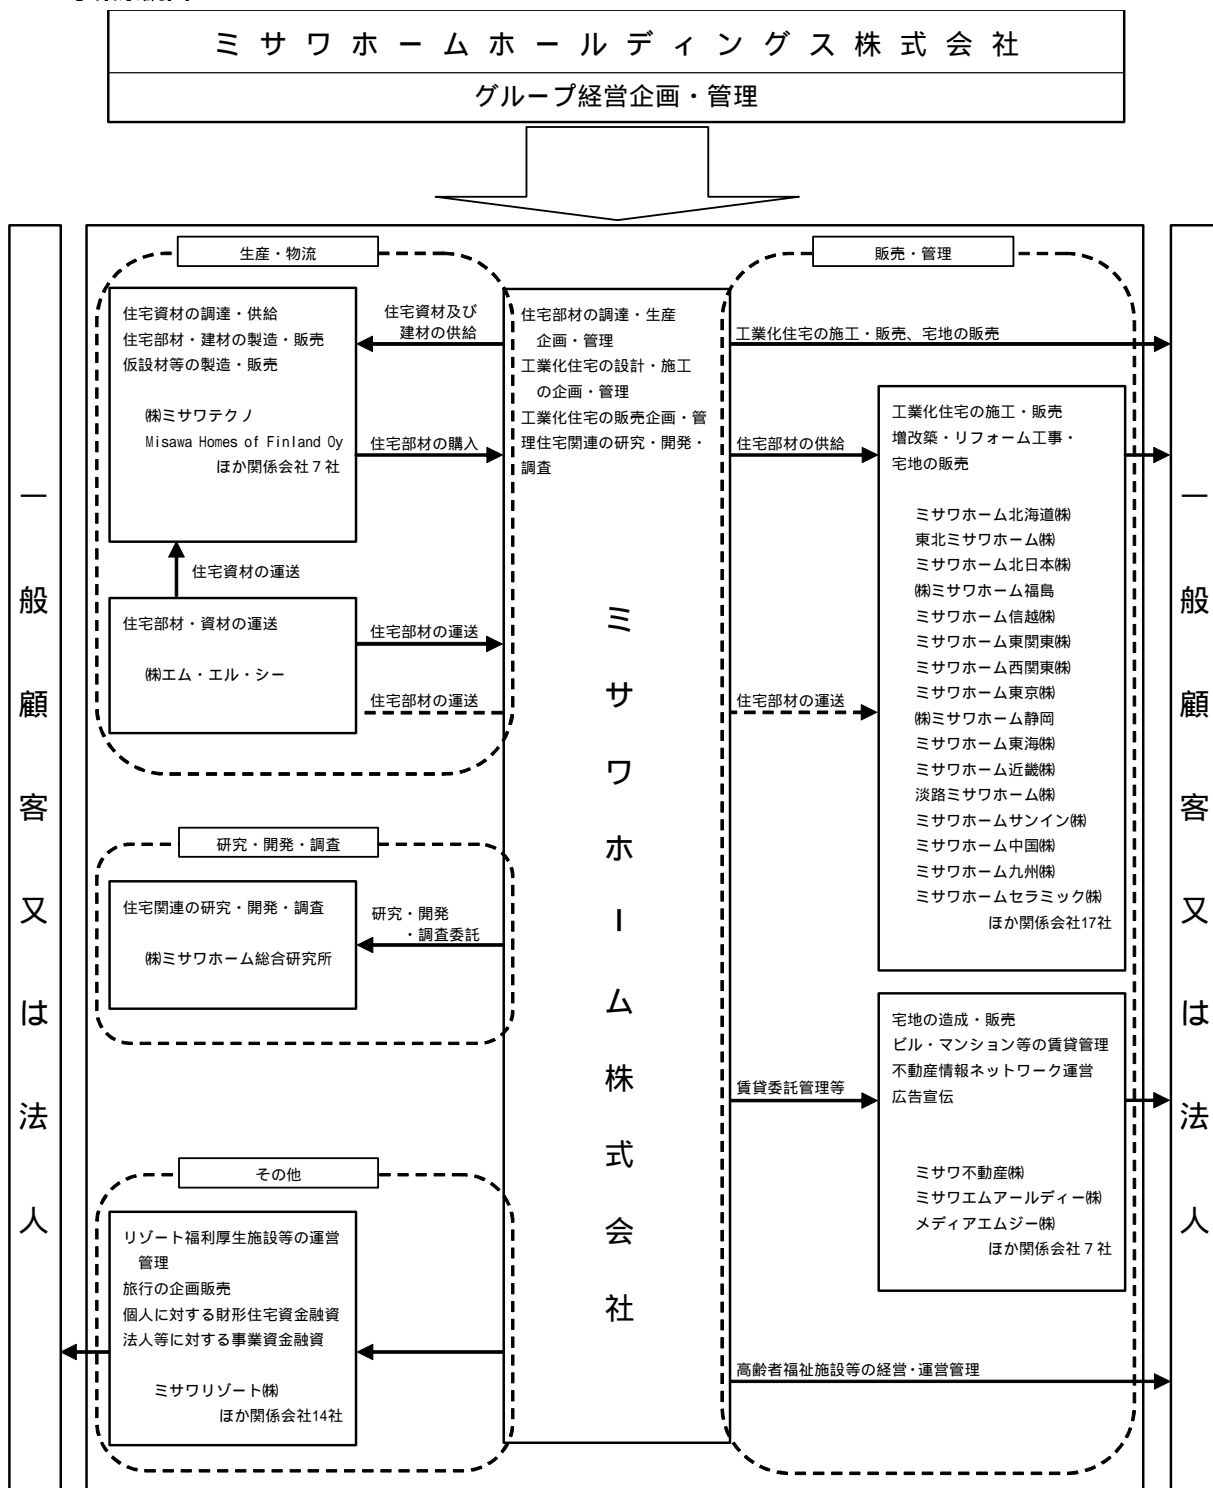 ミサワホームホールディングス株式会社
グループ経営企画・管理
一般顧客又は法人
生産・物流
住宅資材の調達・供給
住宅部材・建材の製造・販売
仮設材等の製造・販売
㈱ミサワテクノ
Misawa Homes of Finland Oy
ほか関係会社７社
住宅資材及び
建材の供給
住宅部材の購入
住宅資材の運送
住宅部材・資材の運送
㈱エム・エル・シー
住宅部材の運送
住宅部材の運送
研究・開発・調査
住宅関連の研究・開発・調査
㈱ミサワホーム総合研究所
研究・開発
・調査委託
その他
リゾート福利厚生施設等の運営
管理
旅行の企画販売
個人に対する財形住宅資金融資
法人等に対する事業資金融資
ミサワリゾート㈱
ほか関係会社14社
住宅部材の調達・生産
企画・管理
工業化住宅の設計・施工
の企画・管理
工業化住宅の販売企画・管
理住宅関連の研究・開発・
調査
ミサワホーム株式会社
販売・管理
工業化住宅の施工・販売、宅地の販売
住宅部材の供給
工業化住宅の施工・販売
増改築・リフォーム工事・
宅地の販売
ミサワホーム北海道㈱
東北ミサワホーム㈱
ミサワホーム北日本㈱
㈱ミサワホーム福島
ミサワホーム信越㈱
ミサワホーム東関東㈱
ミサワホーム西関東㈱
ミサワホーム東京㈱
㈱ミサワホーム静岡
ミサワホーム東海㈱
ミサワホーム近畿㈱
淡路ミサワホーム㈱
ミサワホームサンイン㈱
ミサワホーム中国㈱
ミサワホーム九州㈱
ミサワホームセラミック㈱
ほか関係会社17社
住宅部材の運送
宅地の造成・販売
ビル・マンション等の賃貸管理
不動産情報ネットワーク運営
広告宣伝
ミサワ不動産㈱
ミサワエムアールディー㈱
メディアエムジー㈱
ほか関係会社７社
賃貸委託管理等
高齢者福祉施設等の経営・運営管理
一般顧客又は法人